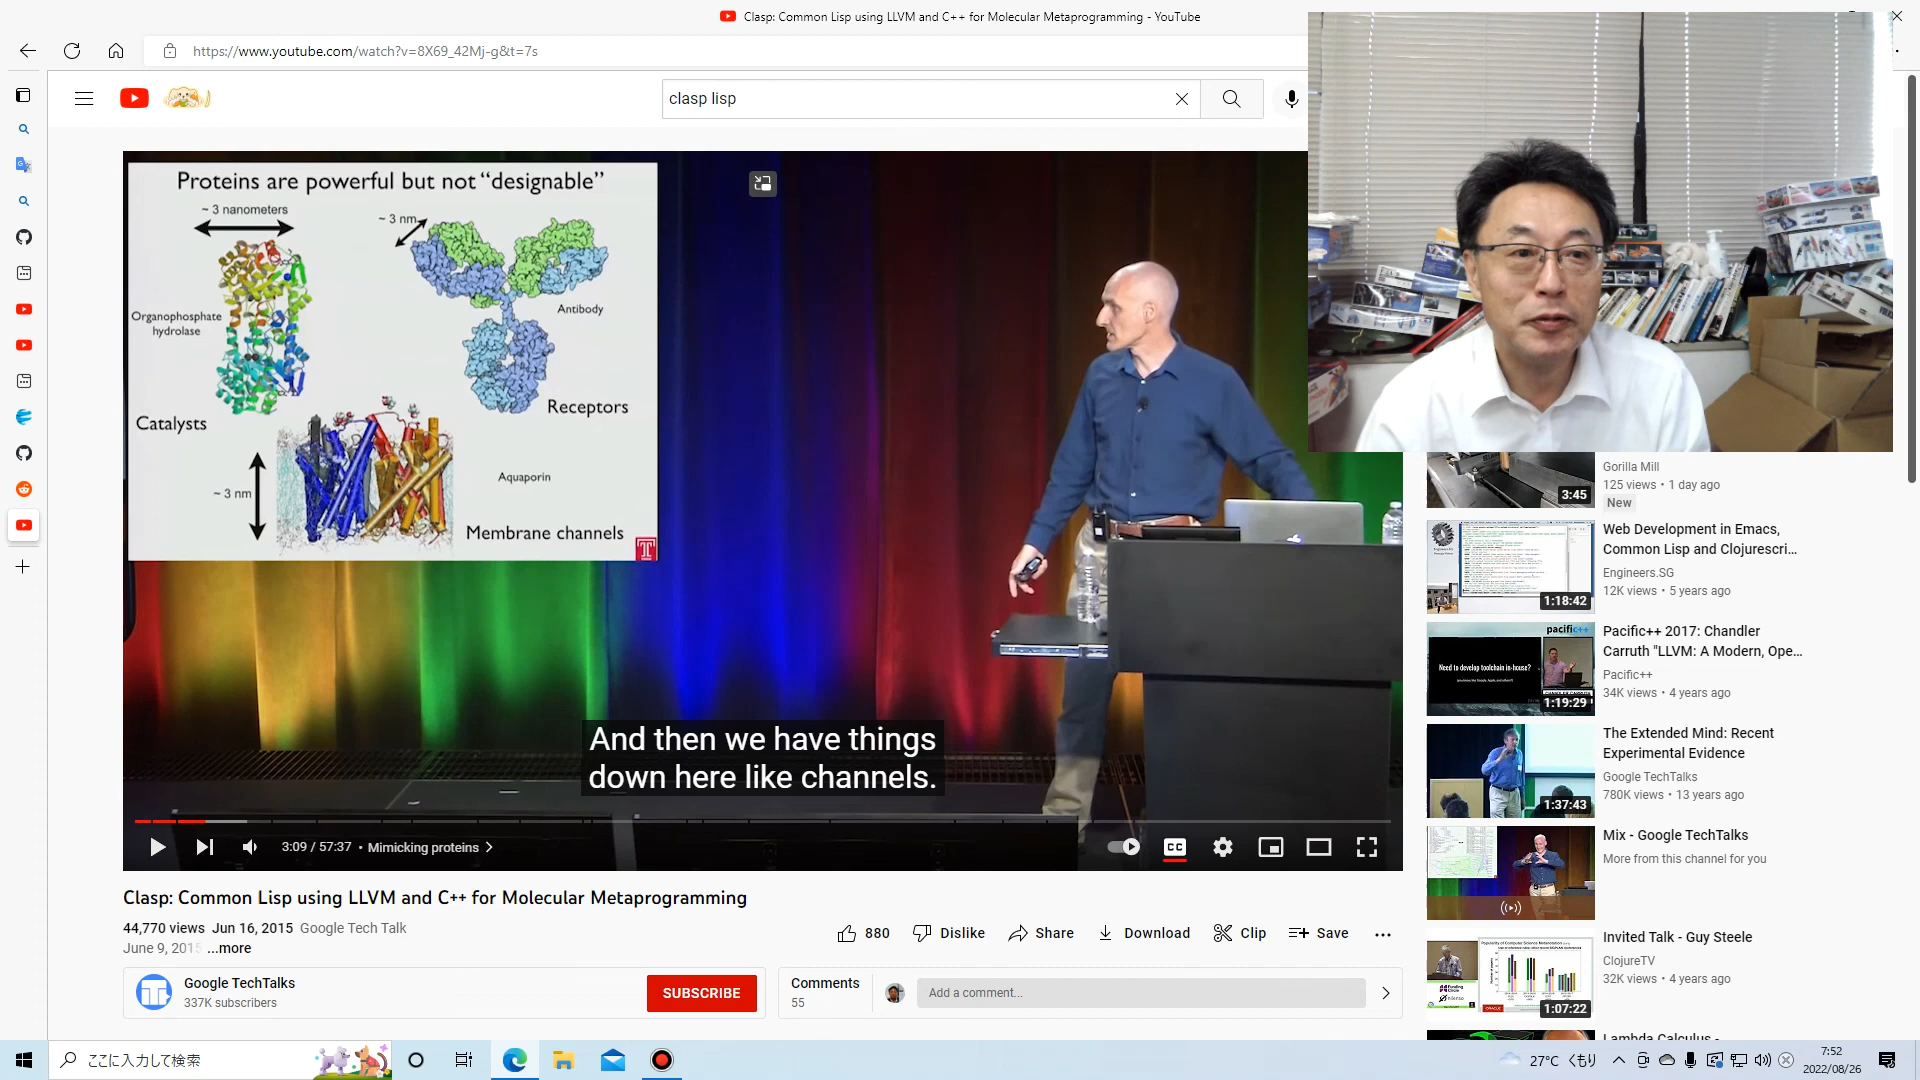 Clasp: Common Lisp using LLVM and C++ for Molecular Metaprogramming - YouTube
https://www.youtube.com/watch?v=8X69_42Mj-g&t=7s
clasp lisp
Proteins are powerful but not “designable”
~ 3 nanometers
~ 3 nm
Organophosphate
hydrolase
Antibody
Catalysts
Receptors
~ 3 nm
Aquaporin
Membrane channels
And then we have things
down here like channels.
3:09 / 57:37 • Mimicking proteins
CC
Clasp: Common Lisp using LLVM and C++ for Molecular Metaprogramming
44,770 views Jun 16, 2015 Google Tech Talk
June 9, 2015 ...more
880
Dislike
Share
Download
Clip
Save
Google TechTalks
337K subscribers
SUBSCRIBE
Comments
55
Add a comment...
3:45
Gorilla Mill
125 views • 1 day ago
New
1:18:42
Web Development in Emacs,
Common Lisp and Clojurescri...
Engineers.SG
12K views • 5 years ago
pacific++
Need to develop toolchain in-house?
1:19:29
Pacific++ 2017: Chandler
Carruth "LLVM: A Modern, Ope...
Pacific++
34K views • 4 years ago
1:37:43
The Extended Mind: Recent
Experimental Evidence
Google TechTalks
780K views • 13 years ago
Mix - Google TechTalks
More from this channel for you
1:07:22
Invited Talk - Guy Steele
ClojureTV
32K views • 4 years ago
Lambda Calculus -
ここに入力して検索
27°C くもり
7:52
2022/08/26